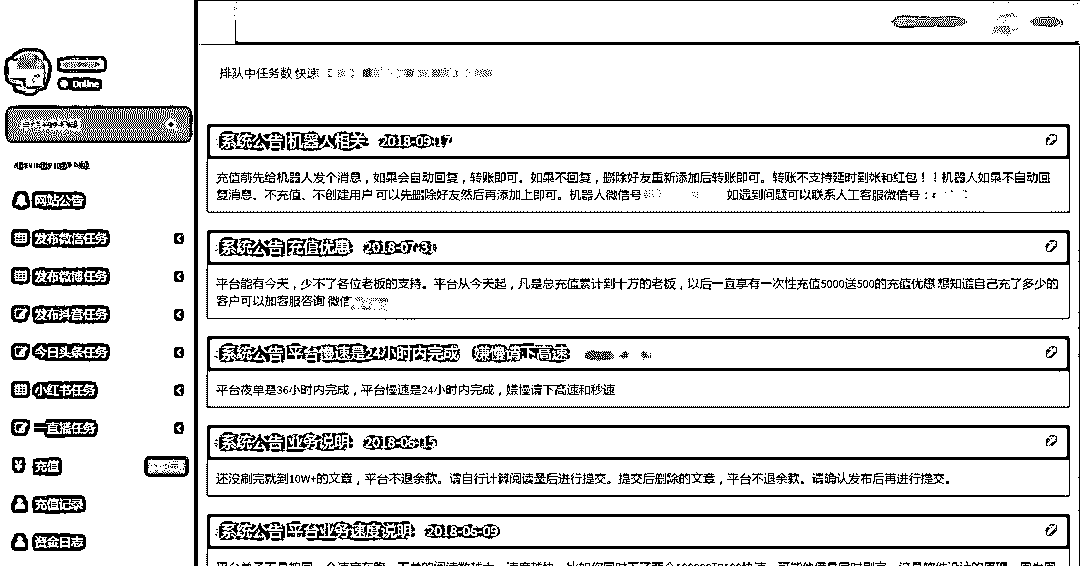 Online
网站公告
发布微信任务
发布微博任务
发布抖音任务
今日头条任务
小红书任务
一直播任务
充值
充值记录
资金日志
排队中任务数 快速
系统公告 机器人相关 2018-09-17
充值前先给机器人发个消息，如果会自动回复，转账即可。如果不回复，删除好友重新添加后转账即可。转账不支持延时到账和红包！！机器人如果不自动回
复消息、不充值、不创建用户 可以先删除好友然后再添加上即可。机器人微信号 如遇到问题可以联系人工客服微信号：
系统公告 充值优惠 2018-07-31
平台能有今天，少不了各位老板的支持。平台从今天起，凡是总充值累计到十万的老板，以后一直享有一次性充值5000送500的充值优惠 想知道自己充了多少的
客户可以加客服咨询 微信
系统公告 平台慢速是24小时内完成 嫌慢请下高速
平台夜单是36小时内完成，平台慢速是24小时内完成，嫌慢请下高速和秒速
系统公告 业务说明 2018-06-15
还没刷完就到10W+的文章，平台不退余款。请自行计算阅读量后进行提交。提交后删除的文章，平台不退余款。请确认发布后再进行提交。
系统公告 平台业务速度说明 2018-06-09